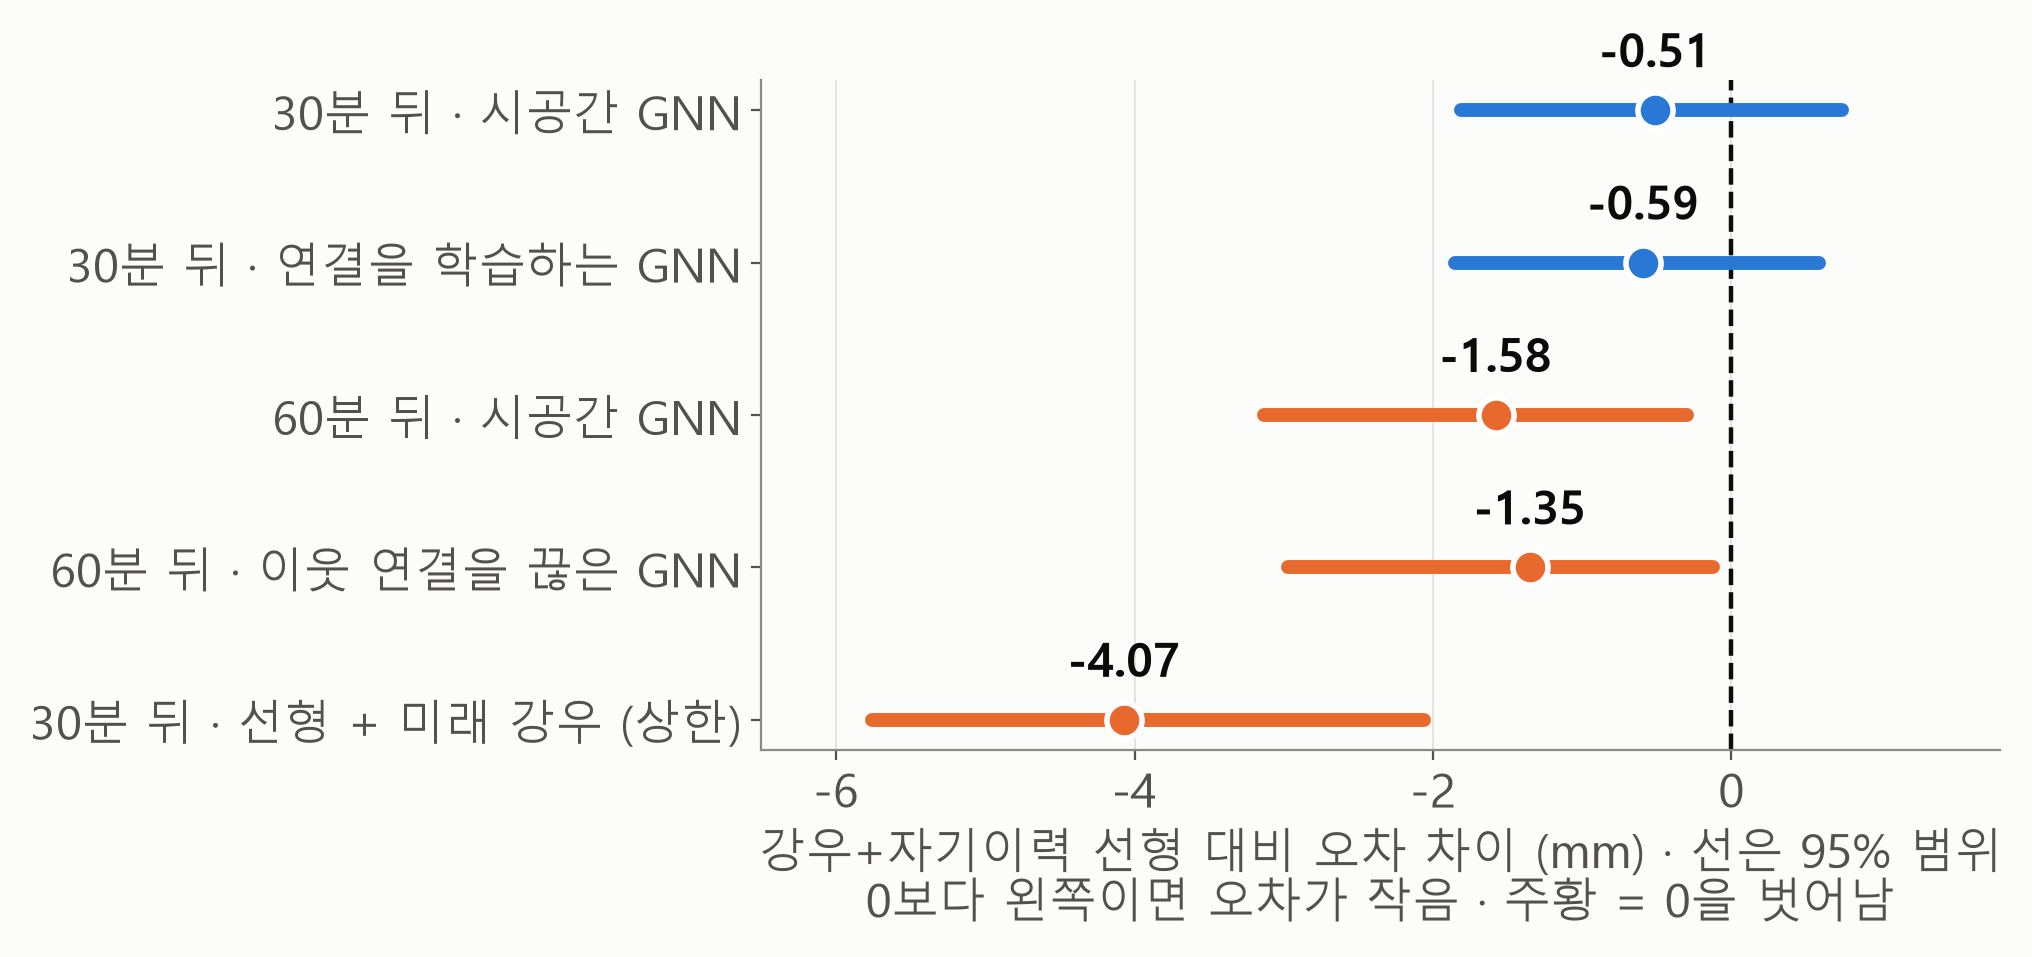 -0.51
30분 뒤 · 시공간 GNN
-0.59
30분 뒤 · 연결을 학습하는 GNN
-1.58
60분 뒤 · 시공간 GNN
-1.35
60분 뒤 · 이웃 연결을 끊은 GNN
-4.07
30분 뒤 · 선형 + 미래 강우 (상한)
-6 -4 -2 0
강우+자기이력 선형 대비 오차 차이 (mm) · 선은 95% 범위
0보다 왼쪽이면 오차가 작음 · 주황 = 0을 벗어남